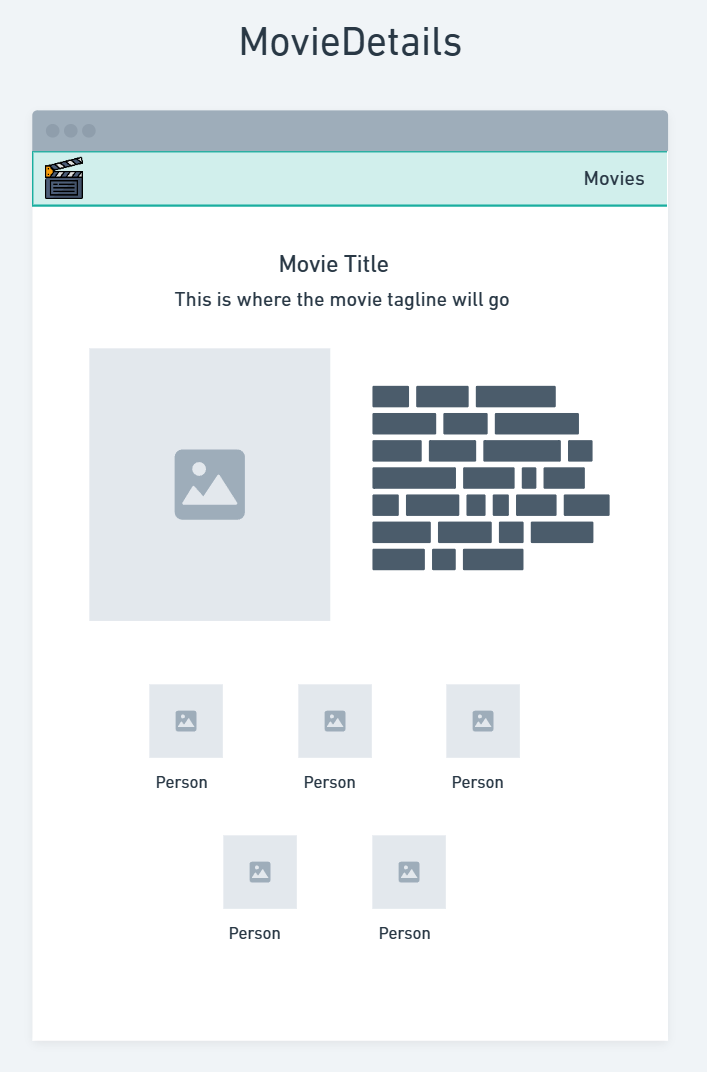 MovieDetails
Movies
Movie Title
This is where the movie tagline will go
Person Person Person
Person Person